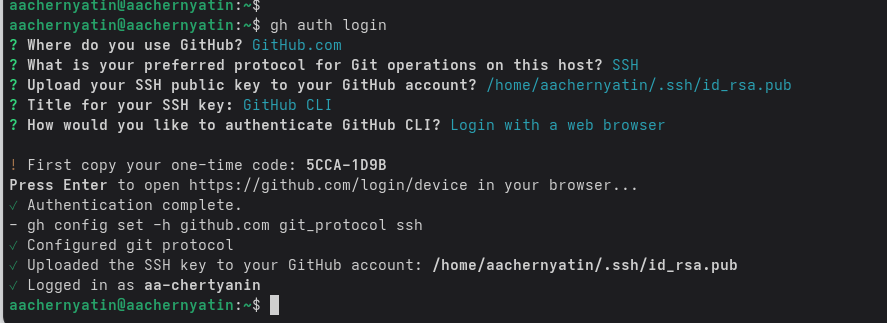 aachernyatin@aachernyatin:~$
aachernyatin@aachernyatin:~$ gh auth login
? Where do you use GitHub? GitHub.com
? What is your preferred protocol for Git operations on this host? SSH
? Upload your SSH public key to your GitHub account? /home/aachernyatin/.ssh/id_rsa.pub
? Title for your SSH key: GitHub CLI
? How would you like to authenticate GitHub CLI? Login with a web browser
! First copy your one-time code: 5CCA-1D9B
Press Enter to open https://github.com/login/device in your browser...
✓ Authentication complete.
- gh config set -h github.com git_protocol ssh
✓ Configured git protocol
✓ Uploaded the SSH key to your GitHub account: /home/aachernyatin/.ssh/id_rsa.pub
✓ Logged in as aa-chertyanin
aachernyatin@aachernyatin:~$